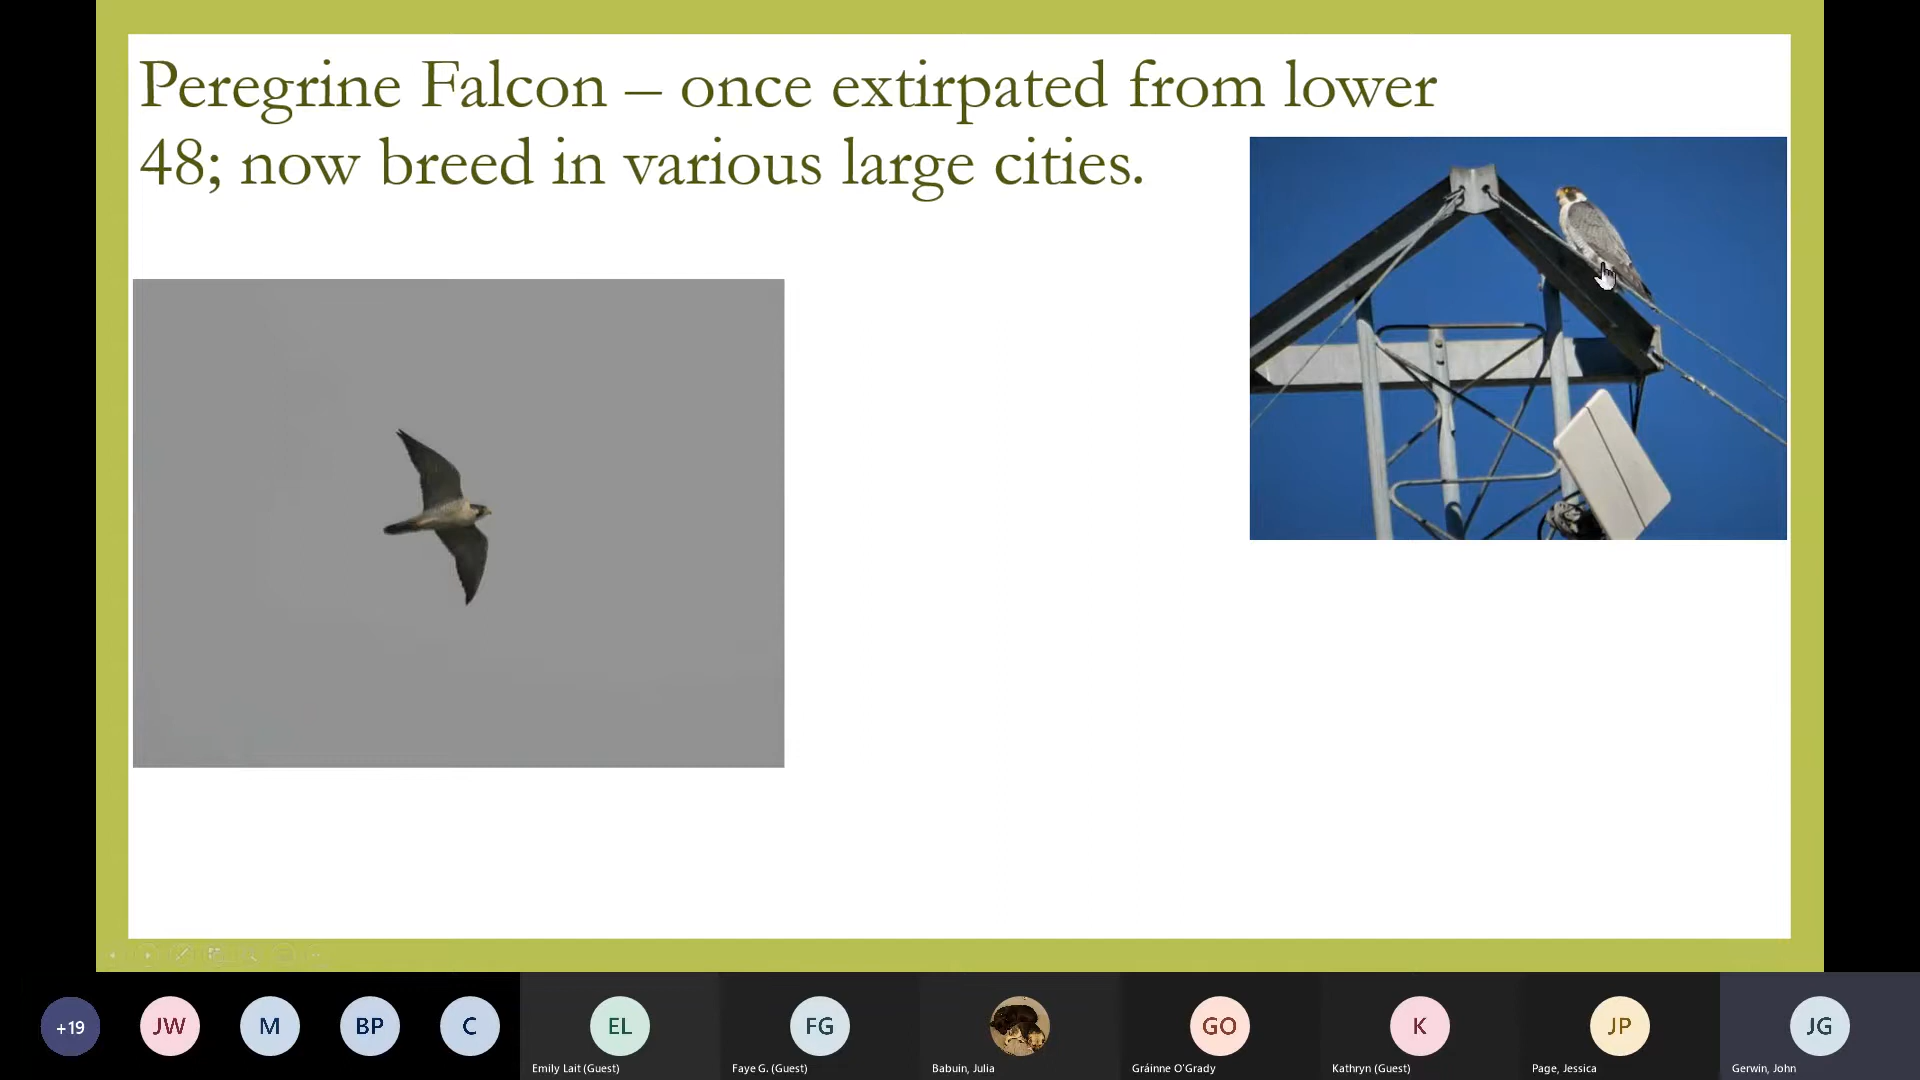 Peregrine Falcon – once extirpated from lower
48; now breed in various large cities.
+19
JW
M
BP
C
EL
FG
GO
K
JP
JG
Emily Lait (Guest)
Faye G. (Guest)
Babuin, Julia
Gráinne O'Grady
Kathryn (Guest)
Page, Jessica
Gerwin, John